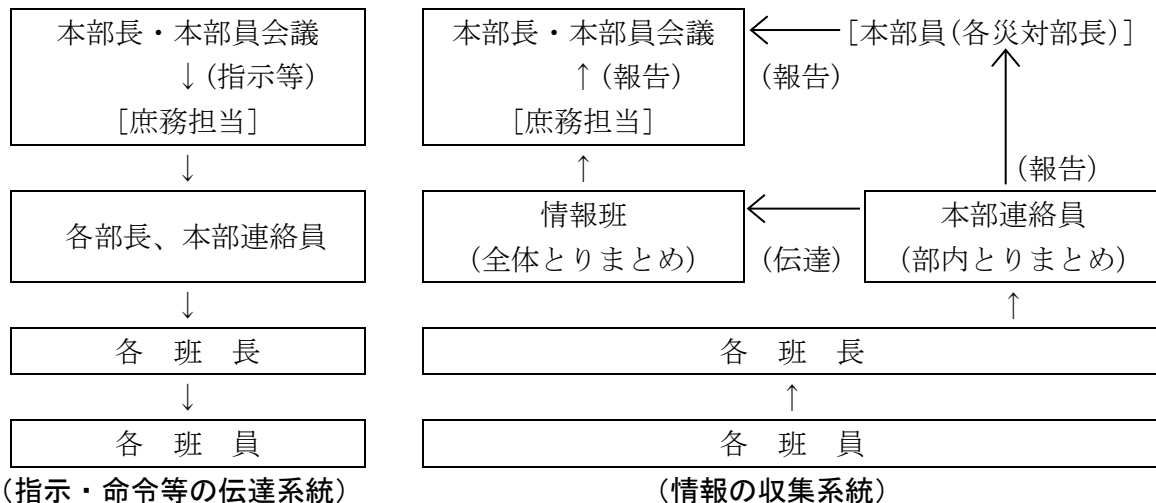 本部長・本部員会議
↓(指示等)
[庶務担当]
↓
各部長、本部連絡員
↓
各 班 長
↓
各 班 員
(指示・命令等の伝達系統)
本部長・本部員会議
↑(報告)
[庶務担当]
(報告)
[本部員(各災対部長)]
↑
(報告)
情報班
(全体とりまとめ)
(伝達)
本部連絡員
(部内とりまとめ)
↑
各 班 長
↑
各 班 員
(情報の収集系統)